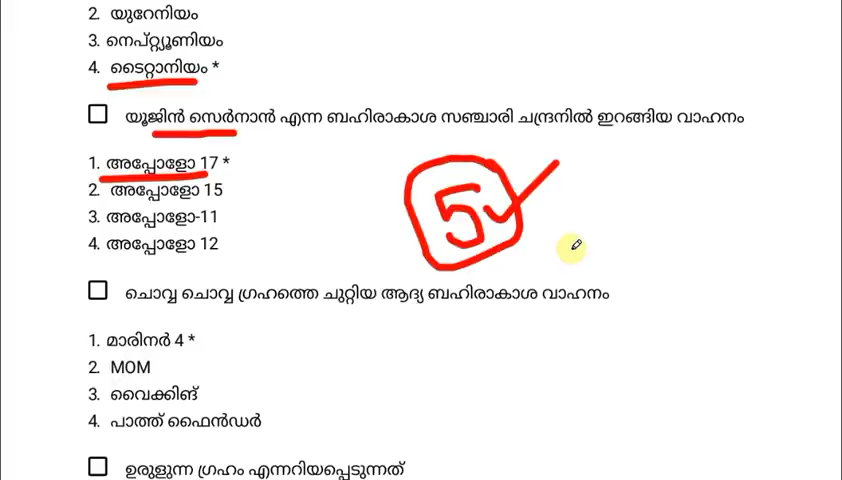 2. യുറേനിയം
3. നെപ്റ്റ്യൂണിയം
4. ടൈറ്റാനിയം *
യൂജിൻ സെർനാൻ എന്ന ബഹിരാകാശ സഞ്ചാരി ചന്ദ്രനിൽ ഇറങ്ങിയ വാഹനം
1. അപ്പോളോ 17 *
2. അപ്പോളോ 15
3. അപ്പോളോ-11
4. അപ്പോളോ 12
5
ചൊവ്വ ചൊവ്വ ഗ്രഹത്തെ ചുറ്റിയ ആദ്യ ബഹിരാകാശ വാഹനം
1. മാരിനർ 4 *
2. MOM
3. വൈക്കിങ്
4. പാത്ത് ഫൈൻഡർ
ഉരുളുന്ന ഗ്രഹം എന്നറിയപ്പെടുന്നത്